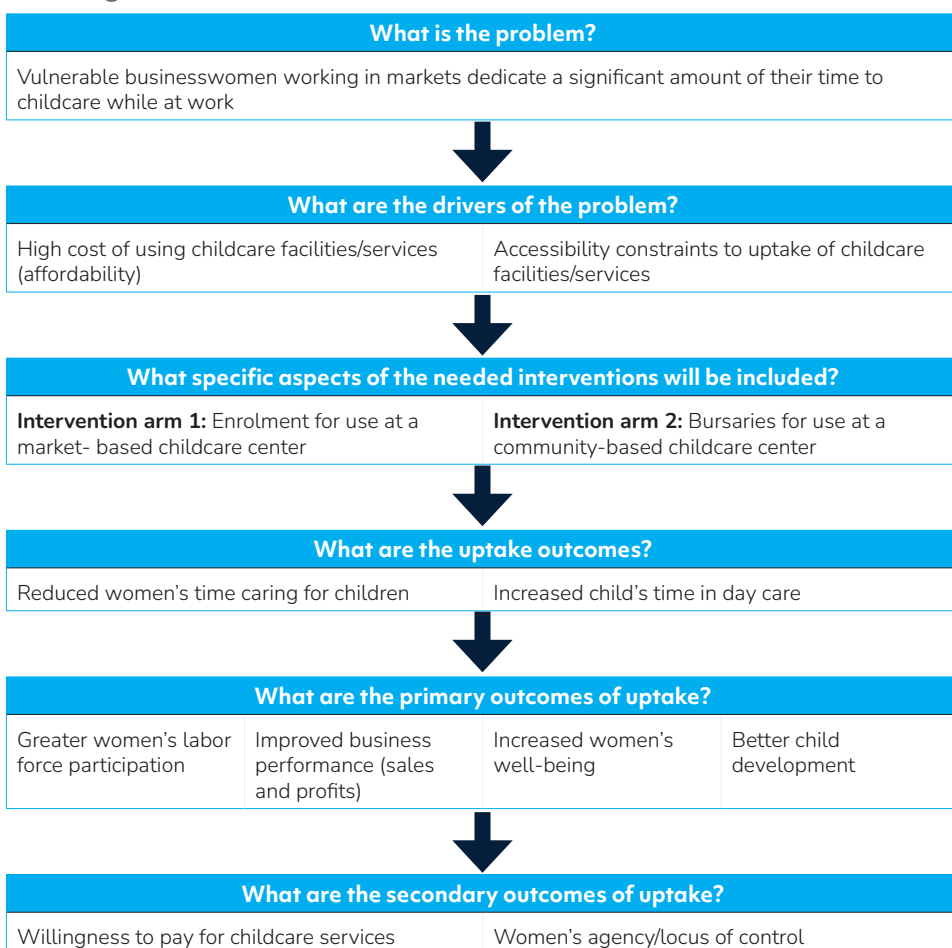 What is the problem?
Vulnerable businesswomen working in markets dedicate a significant amount of their time to
childcare while at work
What are the drivers of the problem?
High cost of using childcare facilities/services
(affordability)
Accessibility constraints to uptake of childcare
facilities/services
What specific aspects of the needed interventions will be included?
Intervention arm 1: Enrolment for use at a
market- based childcare center
Intervention arm 2: Bursaries for use at a
community-based childcare center
What are the uptake outcomes?
Reduced women’s time caring for children
Increased child’s time in day care
What are the primary outcomes of uptake?
Greater women’s labor
force participation
Improved business
performance (sales
and profits)
Increased women’s
well-being
Better child
development
What are the secondary outcomes of uptake?
Willingness to pay for childcare services
Women’s agency/locus of control